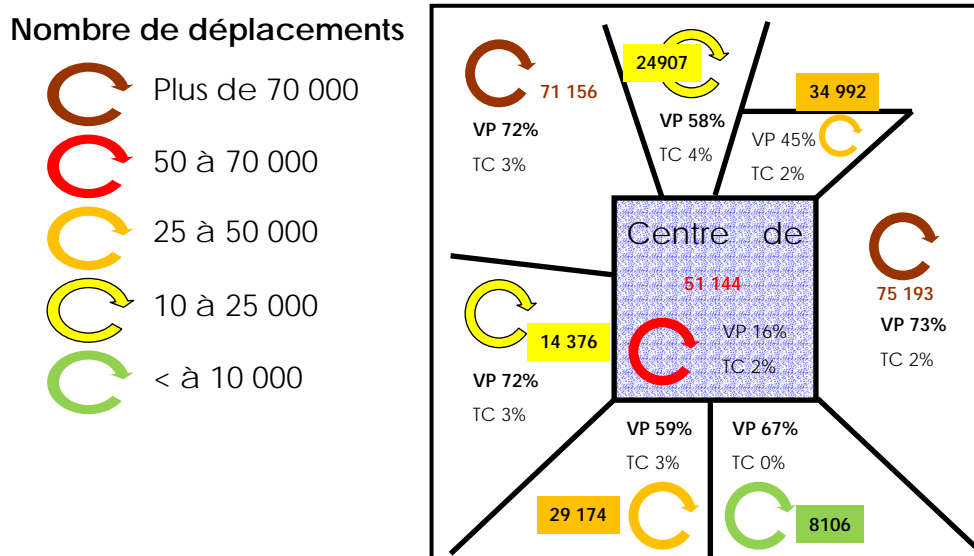 Nombre de déplacements
Plus de 70 000
50 à 70 000
25 à 50 000
10 à 25 000
< à 10 000
71 156
VP 72%
TC 3%
24907
VP 58%
TC 4%
34 992
VP 45%
TC 2%
Centre de
51 144
VP 16%
TC 2%
75 193
VP 73%
TC 2%
14 376
VP 72%
TC 3%
VP 59%
TC 3%
29 174
VP 67%
TC 0%
8106